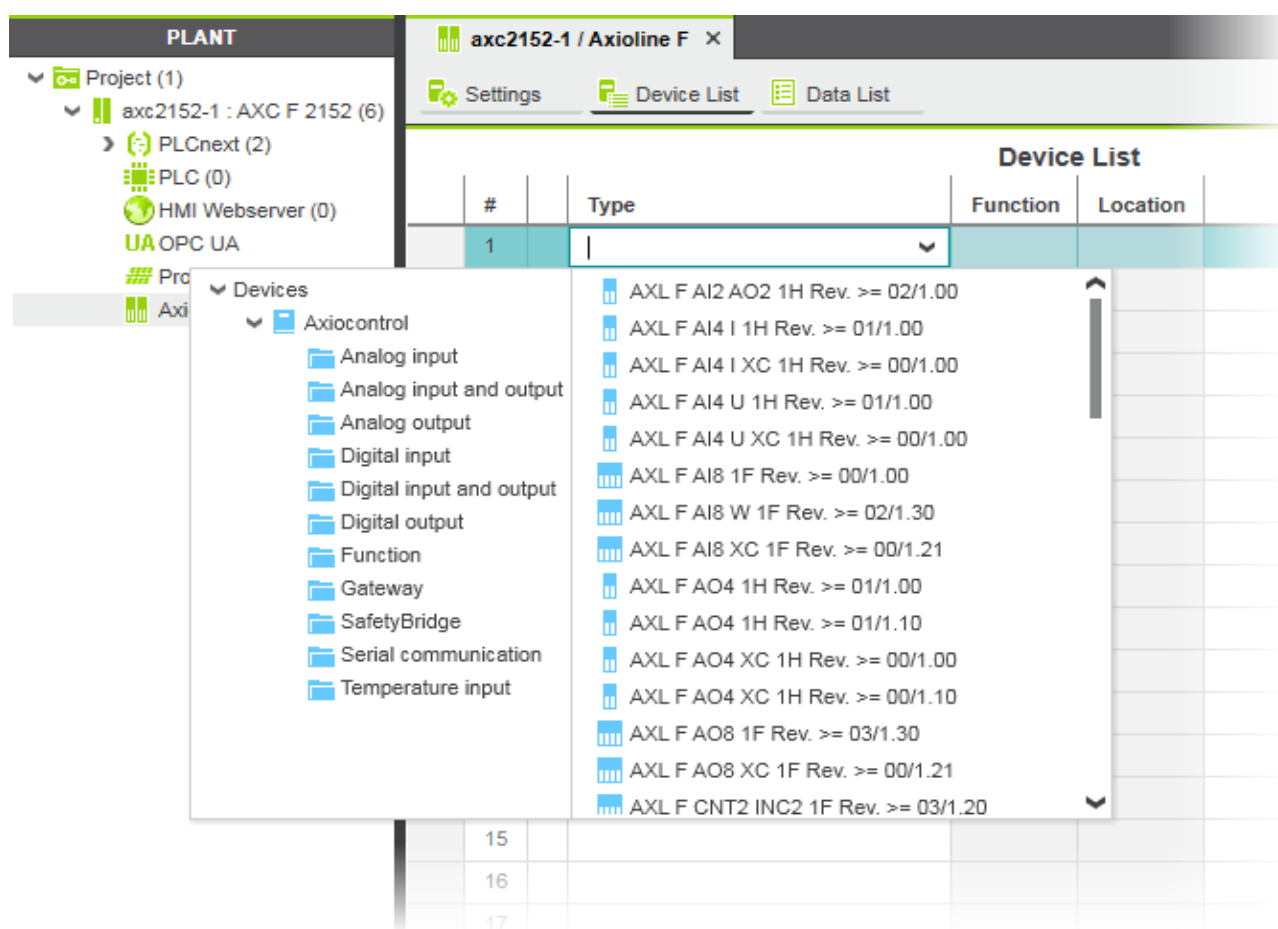 PLANT
Project (1)
axc2152-1 : AXC F 2152 (6)
PLCnext (2)
PLC (0)
HMI Webserver (0)
UA OPC UA
Pro
Axi
axc2152-1 / Axioline F ×
Settings
Device List
Data List
Device List
# Type Function Location
1
Devices
Axiocontrol
Analog input
Analog input and output
Analog output
Digital input
Digital input and output
Digital output
Function
Gateway
SafetyBridge
Serial communication
Temperature input
AXL F AI2 AO2 1H Rev. >= 02/1.00
AXL F AI4 I 1H Rev. >= 01/1.00
AXL F AI4 I XC 1H Rev. >= 00/1.00
AXL F AI4 U 1H Rev. >= 01/1.00
AXL F AI4 U XC 1H Rev. >= 00/1.00
AXL F AI8 1F Rev. >= 00/1.00
AXL F AI8 W 1F Rev. >= 02/1.30
AXL F AI8 XC 1F Rev. >= 00/1.21
AXL F AO4 1H Rev. >= 01/1.00
AXL F AO4 1H Rev. >= 01/1.10
AXL F AO4 XC 1H Rev. >= 00/1.00
AXL F AO4 XC 1H Rev. >= 00/1.10
AXL F AO8 1F Rev. >= 03/1.30
AXL F AO8 XC 1F Rev. >= 00/1.21
AXL F CNT2 INC2 1F Rev. >= 03/1.20
15
16
17